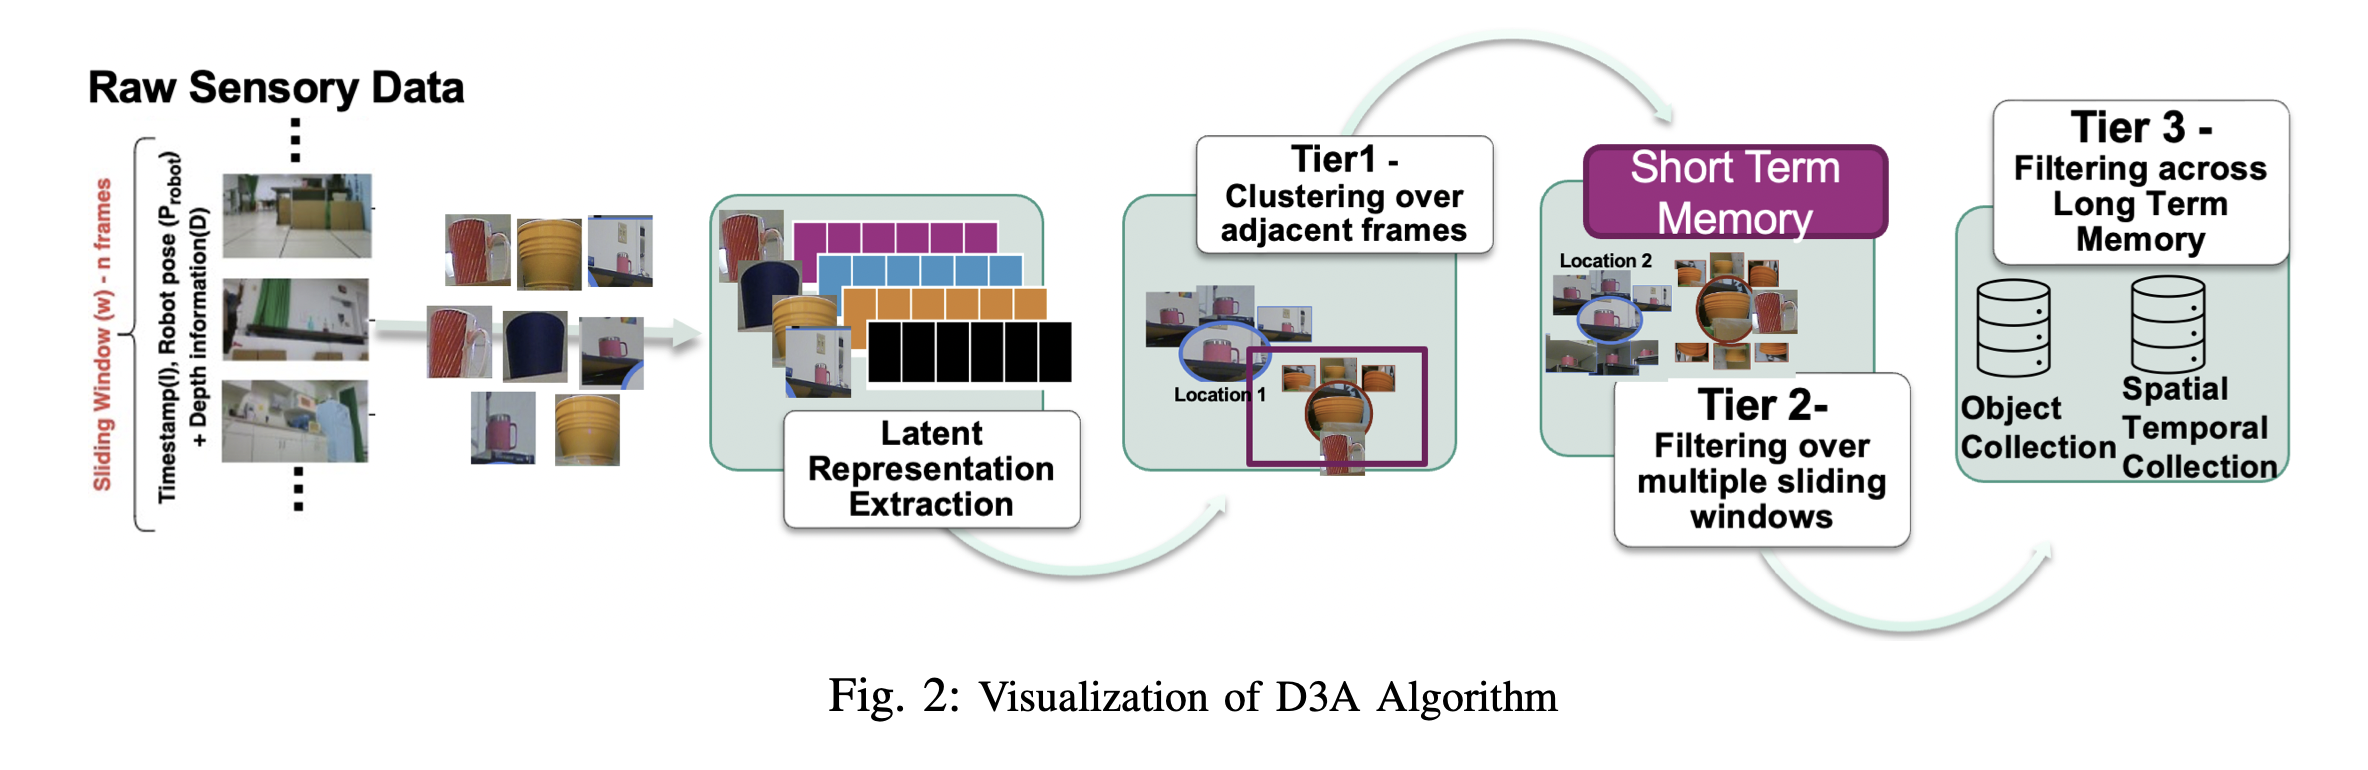 Raw Sensory Data
Sliding Window (w) - n frames
Timestamp(I), Robot pose (Probot)
+ Depth information(D)
Latent
Representation
Extraction
Tier1 -
Clustering over
adjacent frames
Location 1
Short Term
Memory
Location 2
Tier 2-
Filtering over
multiple sliding
windows
Tier 3 -
Filtering across
Long Term
Memory
Object
Collection
Spatial
Temporal
Collection
Fig. 2: Visualization of D3A Algorithm